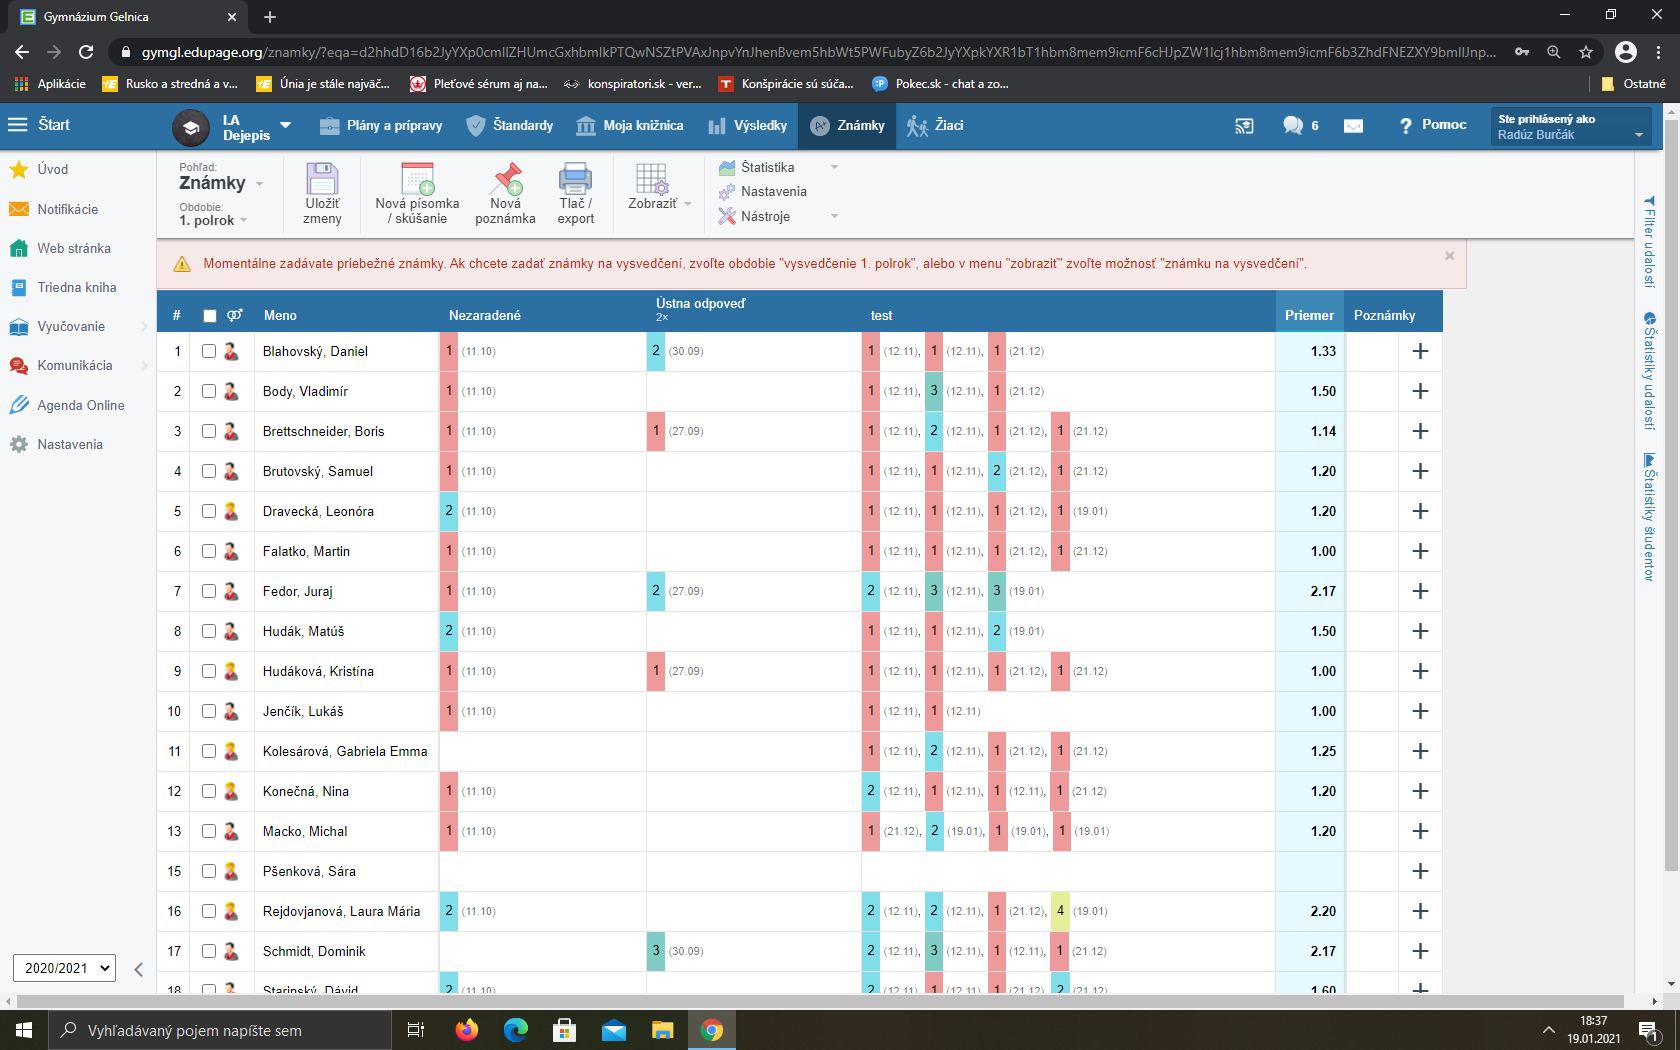 Gymnázium Gelnica
gymgl.edupage.org/znamky/
Aplikácie
Rusko a stredná a v...
Únia je stále najväč...
Pleťové sérum aj na...
konspiratori.sk - ver...
Konšpirácie sú súča...
Pokec.sk - chat a zo...
Ostatné
Štart
I.A
Dejepis
Plány a prípravy
Štandardy
Moja knižnica
Výsledky
Známky
Žiaci
6
? Pomoc
Ste prihlásený ako
Radúz Burčák
Úvod
Notifikácie
Web stránka
Triedna kniha
Vyučovanie
Komunikácia
Agenda Online
Nastavenia
2020/2021
Pohľad:
Známky
Obdobie:
1. polrok
Uložiť
zmeny
Nová písomka
/ skúšanie
Nová
poznámka
Tlač /
export
Zobraziť
Štatistika
Nastavenia
Nástroje
Momentálne zadávate priebežné známky. Ak chcete zadať známky na vysvedčení, zvoľte obdobie "vysvedčenie 1. polrok", alebo v menu "zobraziť" zvoľte možnosť "známku na vysvedčení".
# Meno Nezaradené Ústna odpoveď 2× test Priemer Poznámky
1 Blahovský, Daniel 1 (11.10) 2 (30.09) 1 (12.11), 1 (12.11), 1 (21.12) 1.33 +
2 Body, Vladimír 1 (11.10) 1 (12.11), 3 (12.11), 1 (21.12) 1.50 +
3 Brettschneider, Boris 1 (11.10) 1 (27.09) 1 (12.11), 2 (12.11), 1 (21.12), 1 (21.12) 1.14 +
4 Brutovský, Samuel 1 (11.10) 1 (12.11), 1 (12.11), 2 (21.12), 1 (21.12) 1.20 +
5 Dravecká, Leonóra 2 (11.10) 1 (12.11), 1 (12.11), 1 (21.12), 1 (19.01) 1.20 +
6 Falatko, Martin 1 (11.10) 1 (12.11), 1 (12.11), 1 (21.12), 1 (21.12) 1.00 +
7 Fedor, Juraj 1 (11.10) 2 (27.09) 2 (12.11), 3 (12.11), 3 (19.01) 2.17 +
8 Hudák, Matúš 2 (11.10) 1 (12.11), 1 (12.11), 2 (19.01) 1.50 +
9 Hudáková, Kristína 1 (11.10) 1 (27.09) 1 (12.11), 1 (12.11), 1 (21.12), 1 (21.12) 1.00 +
10 Jenčík, Lukáš 1 (11.10) 1 (12.11), 1 (12.11) 1.00 +
11 Kolesárová, Gabriela Emma 1 (12.11), 2 (12.11), 1 (21.12), 1 (21.12) 1.25 +
12 Konečná, Nina 1 (11.10) 2 (12.11), 1 (12.11), 1 (12.11), 1 (21.12) 1.20 +
13 Macko, Michal 1 (11.10) 1 (21.12), 2 (19.01), 1 (19.01), 1 (19.01) 1.20 +
15 Pšenková, Sára +
16 Rejdovjanová, Laura Mária 2 (11.10) 2 (12.11), 2 (12.11), 1 (21.12), 4 (19.01) 2.20 +
17 Schmidt, Dominik 3 (30.09) 2 (12.11), 3 (12.11), 1 (12.11), 1 (21.12) 2.17 +
18 Starinský, Dávid 2 (11.10) 2 (12.11), 1 (12.11), 1 (21.12), 2 (21.12) 1.60 +
Filter udalostí
Štatistiky udalostí
Štatistiky študentov
Vyhľadávaný pojem napíšte sem
18:37
19.01.2021
1